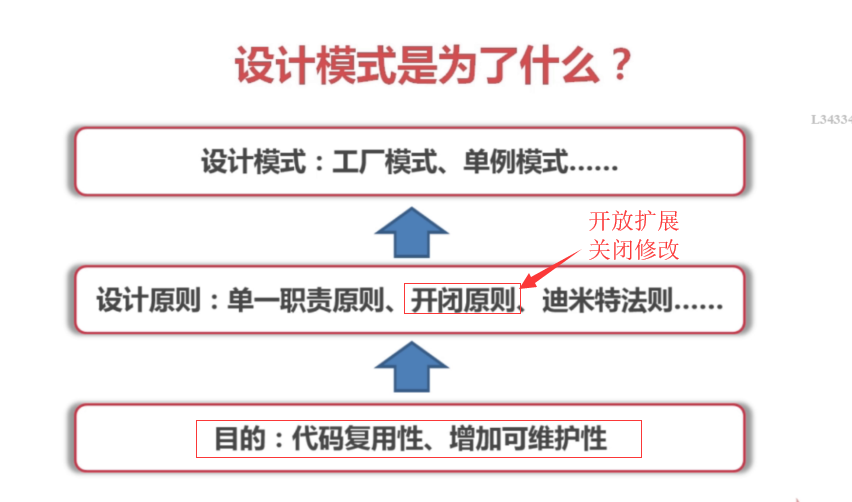 设计模式是为了什么？
L34334
设计模式：工厂模式、单例模式……
开放扩展
关闭修改
设计原则：单一职责原则、开闭原则、迪米特法则……
目的：代码复用性、增加可维护性